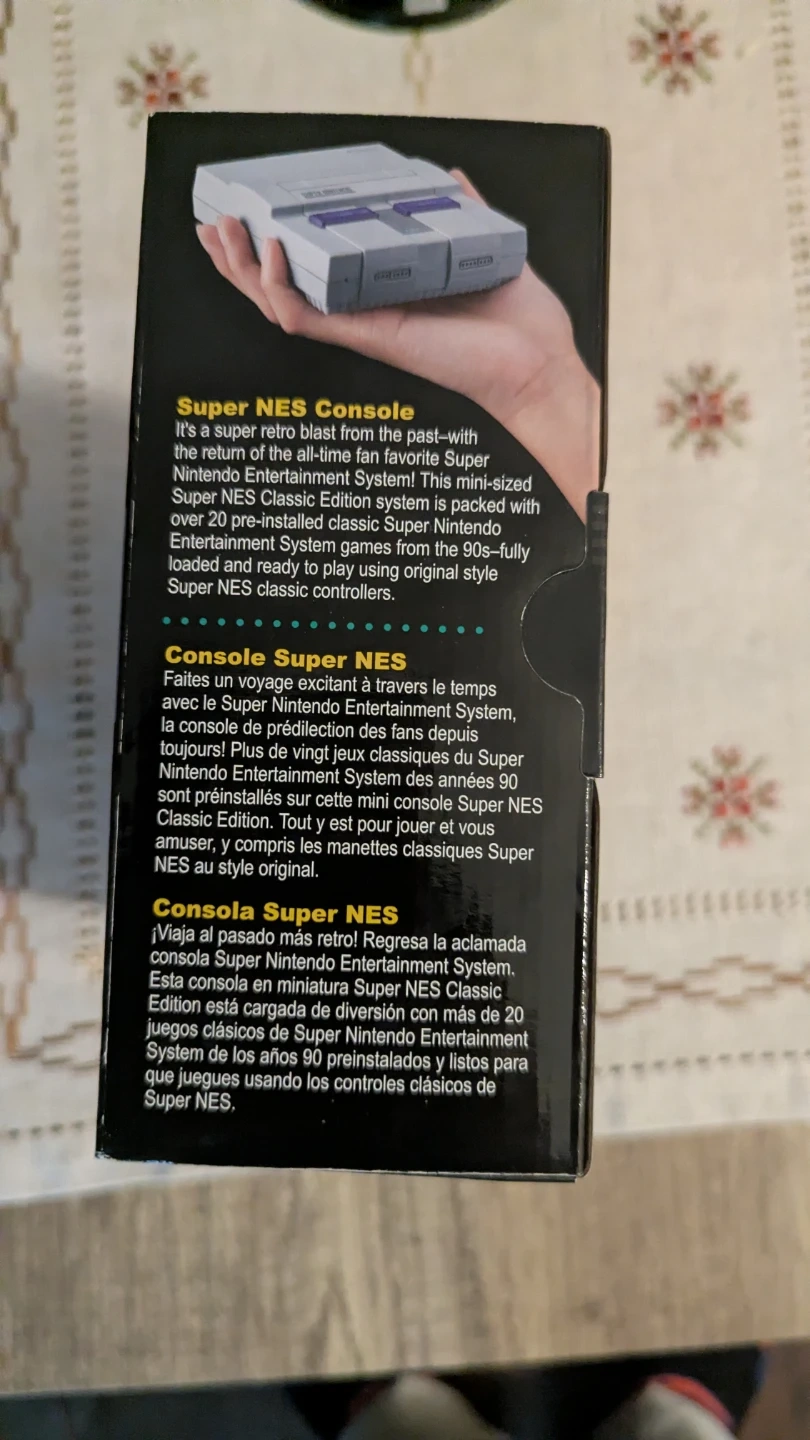 Super NES Console
It's a super retro blast from the past–with
the return of the all-time fan favorite Super
Nintendo Entertainment System! This mini-sized
Super NES Classic Edition system is packed with
over 20 pre-installed classic Super Nintendo
Entertainment System games from the 90s–fully
loaded and ready to play using original style
Super NES classic controllers.
Console Super NES
Faites un voyage excitant à travers le temps
avec le Super Nintendo Entertainment System,
la console de prédilection des fans depuis
toujours! Plus de vingt jeux classiques du Super
Nintendo Entertainment System des années 90
sont préinstallés sur cette mini console Super NES
Classic Edition. Tout y est pour jouer et vous
amuser, y compris les manettes classiques Super
NES au style original.
Consola Super NES
¡Viaja al pasado más retro! Regresa la aclamada
consola Super Nintendo Entertainment System.
Esta consola en miniatura Super NES Classic
Edition está cargada de diversión con más de 20
juegos clásicos de Super Nintendo Entertainment
System de los años 90 preinstalados y listos para
que juegues usando los controles clásicos de
Super NES.